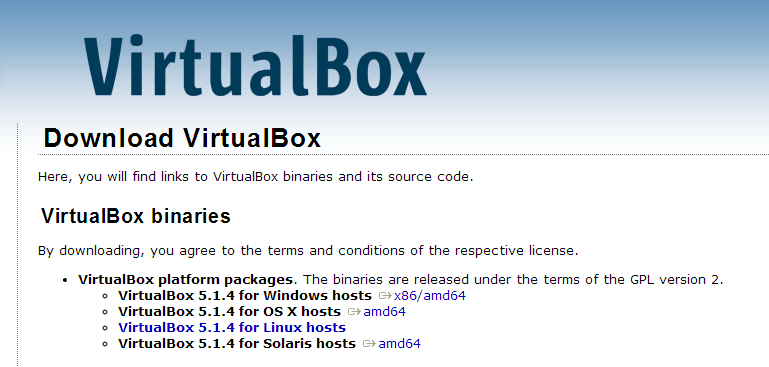 VirtualBox
Download VirtualBox
Here, you will find links to VirtualBox binaries and its source code.
VirtualBox binaries
By downloading, you agree to the terms and conditions of the respective license.
VirtualBox platform packages. The binaries are released under the terms of the GPL version 2.
VirtualBox 5.1.4 for Windows hosts x86/amd64
VirtualBox 5.1.4 for OS X hosts amd64
VirtualBox 5.1.4 for Linux hosts
VirtualBox 5.1.4 for Solaris hosts amd64